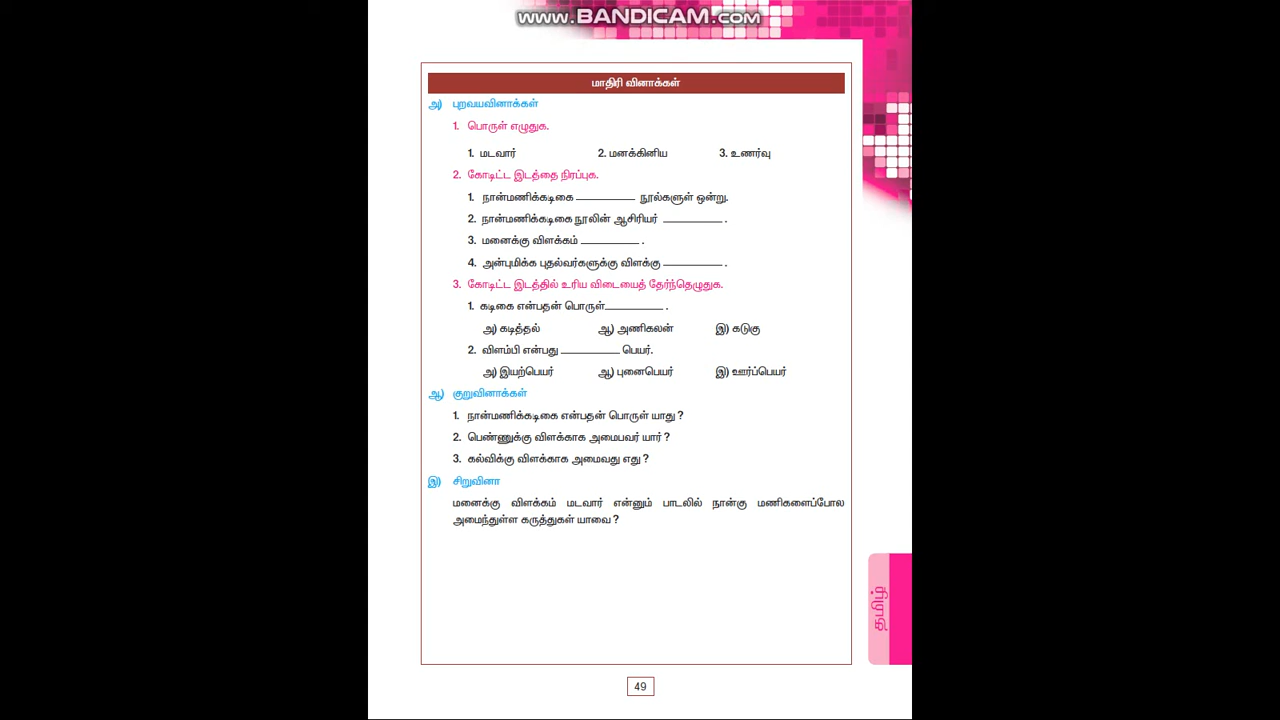 www.BANDICAM.com
மாதிரி வினாக்கள்
அ) புறவயவினாக்கள்
1. பொருள் எழுதுக.
1. மடவார் 2. மனக்கினிய 3. உணர்வு
2. கோடிட்ட இடத்தை நிரப்புக.
1. நான்மணிக்கடிகை ________ நூல்களுள் ஒன்று.
2. நான்மணிக்கடிகை நூலின் ஆசிரியர் ________ .
3. மனைக்கு விளக்கம் ________ .
4. அன்புமிக்க புதல்வர்களுக்கு விளக்கு ________ .
3. கோடிட்ட இடத்தில் உரிய விடையைத் தேர்ந்தெழுதுக.
1. கடிகை என்பதன் பொருள்________ .
அ) கடித்தல் ஆ) அணிகலன் இ) கடுகு
2. விளம்பி என்பது ________ பெயர்.
அ) இயற்பெயர் ஆ) புனைபெயர் இ) ஊர்ப்பெயர்
ஆ) குறுவினாக்கள்
1. நான்மணிக்கடிகை என்பதன் பொருள் யாது ?
2. பெண்ணுக்கு விளக்காக அமைபவர் யார் ?
3. கல்விக்கு விளக்காக அமைவது எது ?
இ) சிறுவினா
மனைக்கு விளக்கம் மடவார் என்னும் பாடலில் நான்கு மணிகளைப்போல
அமைந்துள்ள கருத்துகள் யாவை ?
தமிழ்
49